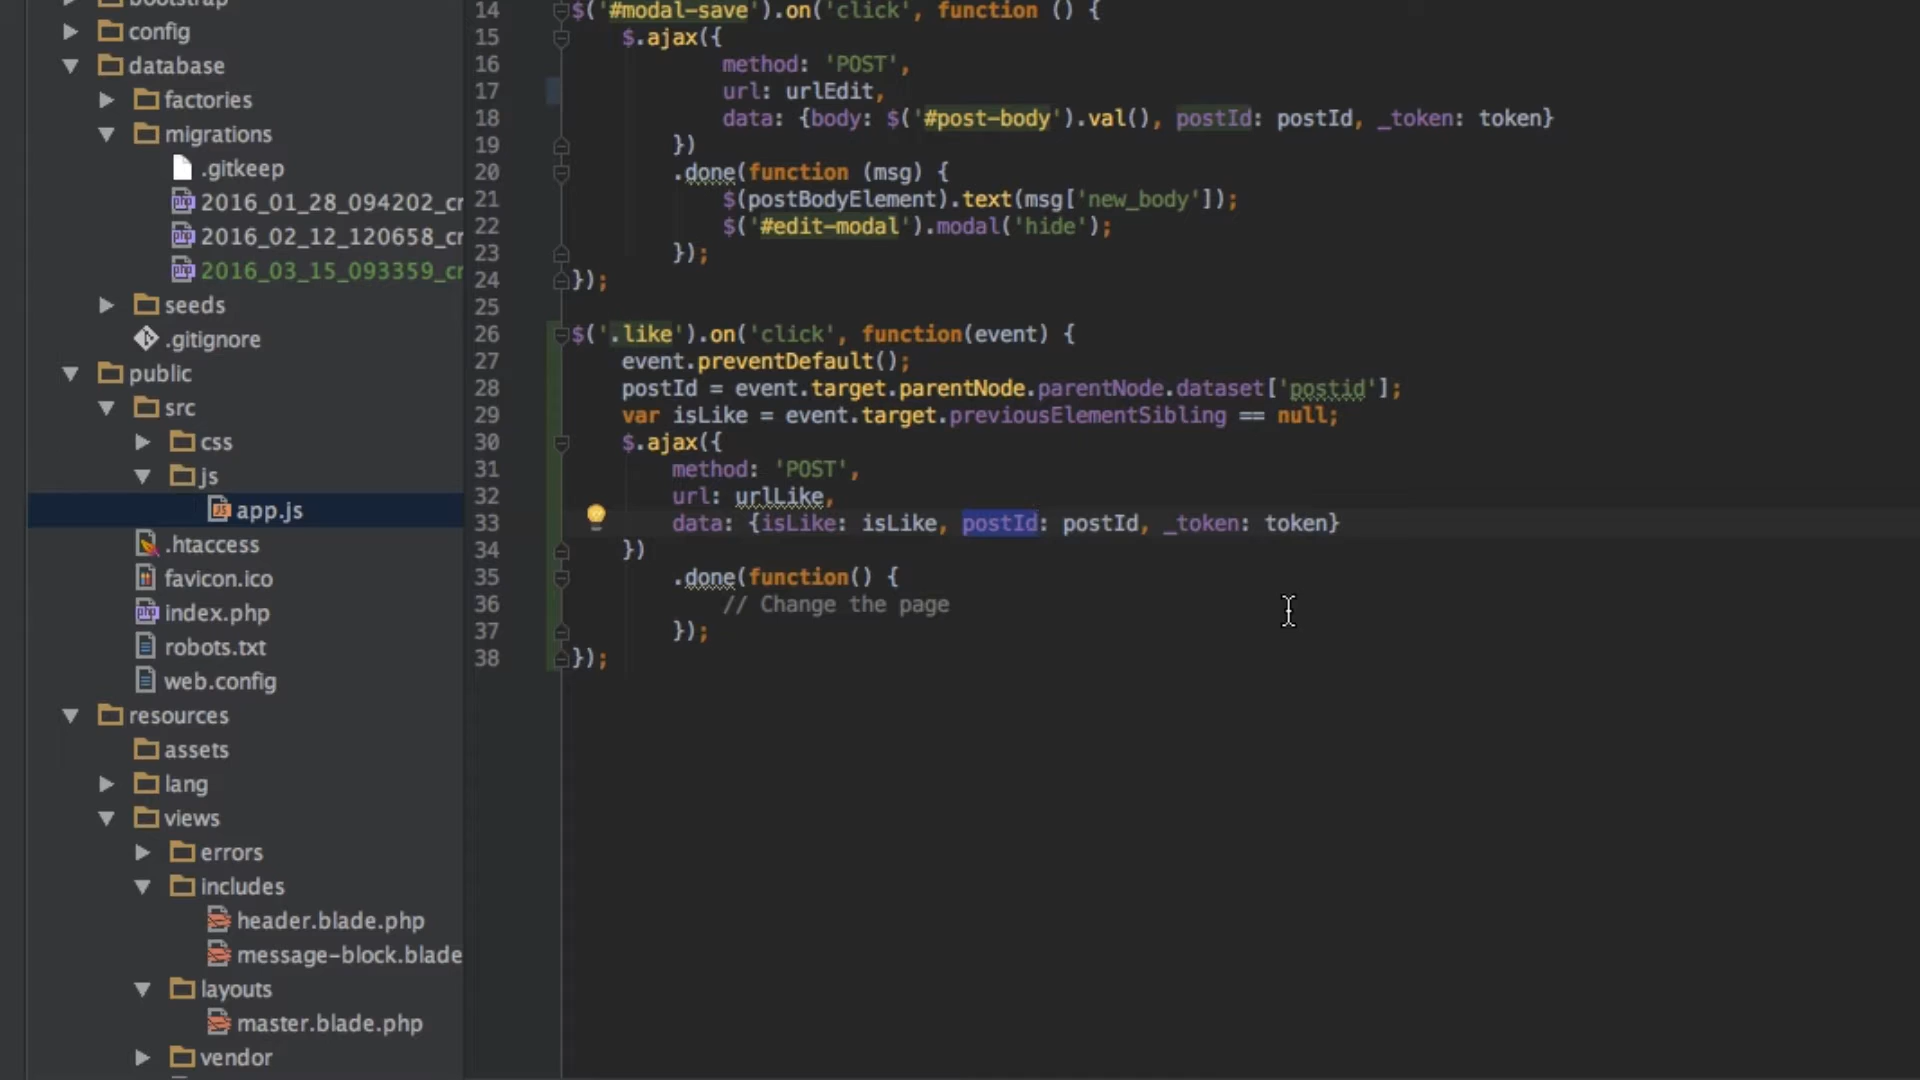 bootstrap
config
database
factories
migrations
.gitkeep
2016_01_28_094202_cr
2016_02_12_120658_cr
2016_03_15_093359_cr
seeds
.gitignore
public
src
css
js
app.js
.htaccess
favicon.ico
index.php
robots.txt
web.config
resources
assets
lang
views
errors
includes
header.blade.php
message-block.blade
layouts
master.blade.php
vendor
14 $('#modal-save').on('click', function () {
15 $.ajax({
16 method: 'POST',
17 url: urlEdit,
18 data: {body: $('#post-body').val(), postId: postId, _token: token}
19 })
20 .done(function (msg) {
21 $(postBodyElement).text(msg['new_body']);
22 $('#edit-modal').modal('hide');
23 });
24 });
25
26 $('.like').on('click', function(event) {
27 event.preventDefault();
28 postId = event.target.parentNode.parentNode.dataset['postid'];
29 var isLike = event.target.previousElementSibling == null;
30 $.ajax({
31 method: 'POST',
32 url: urlLike,
33 data: {isLike: isLike, postId: postId, _token: token}
34 })
35 .done(function() {
36 // Change the page
37 });
38 });